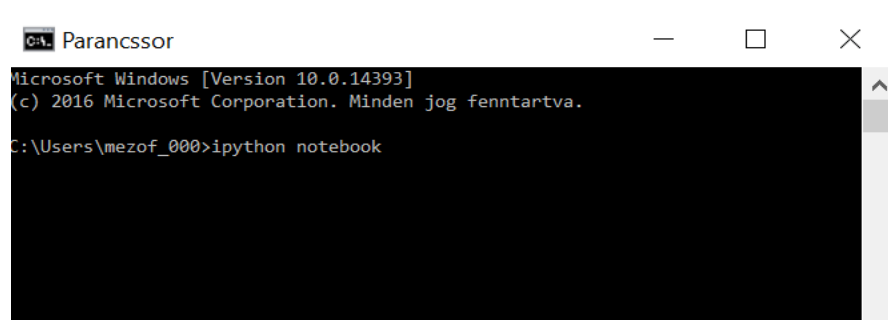 Parancssor
Microsoft Windows [Version 10.0.14393]
(c) 2016 Microsoft Corporation. Minden jog fenntartva.
C:\Users\mezof_000>ipython notebook